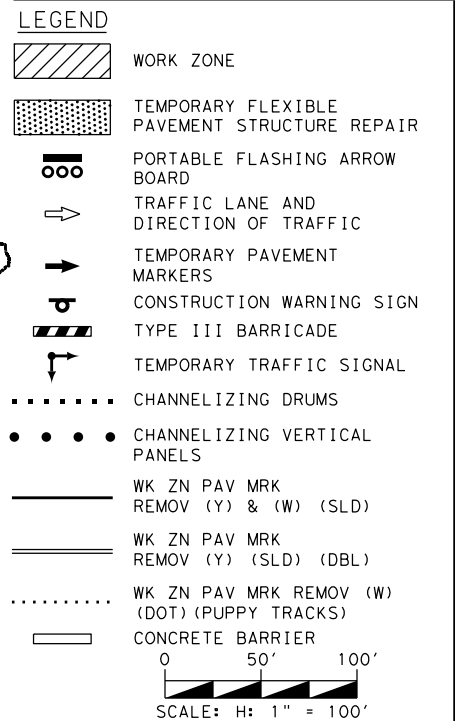 LEGEND
WORK ZONE
TEMPORARY FLEXIBLE
PAVEMENT STRUCTURE REPAIR
PORTABLE FLASHING ARROW
BOARD
TRAFFIC LANE AND
DIRECTION OF TRAFFIC
TEMPORARY PAVEMENT
MARKERS
CONSTRUCTION WARNING SIGN
TYPE III BARRICADE
TEMPORARY TRAFFIC SIGNAL
CHANNELIZING DRUMS
CHANNELIZING VERTICAL
PANELS
WK ZN PAV MRK
REMOV (Y) & (W) (SLD)
WK ZN PAV MRK
REMOV (Y) (SLD) (DBL)
WK ZN PAV MRK REMOV (W)
(DOT)(PUPPY TRACKS)
CONCRETE BARRIER
0 50' 100'
SCALE: H: 1" = 100'